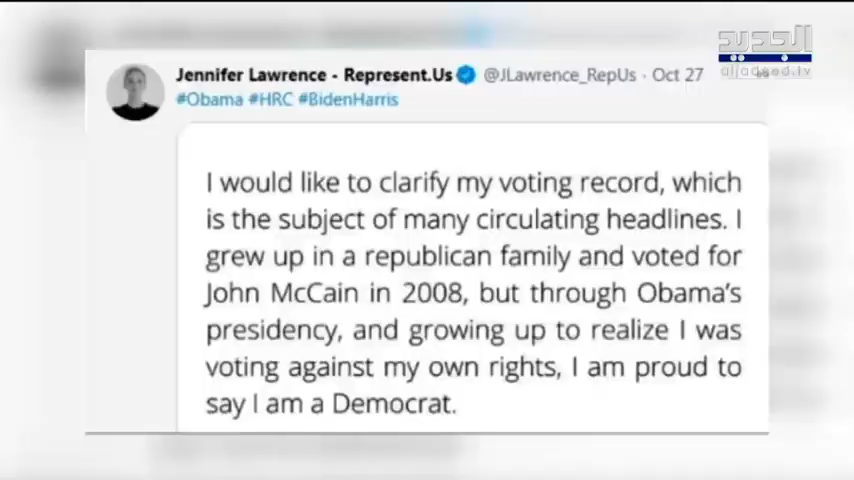 الجديد
aljadeed.tv
Jennifer Lawrence - Represent.Us @JLawrence_RepUs · Oct 27
#Obama #HRC #BidenHarris
I would like to clarify my voting record, which
is the subject of many circulating headlines. I
grew up in a republican family and voted for
John McCain in 2008, but through Obama's
presidency, and growing up to realize I was
voting against my own rights, I am proud to
say I am a Democrat.